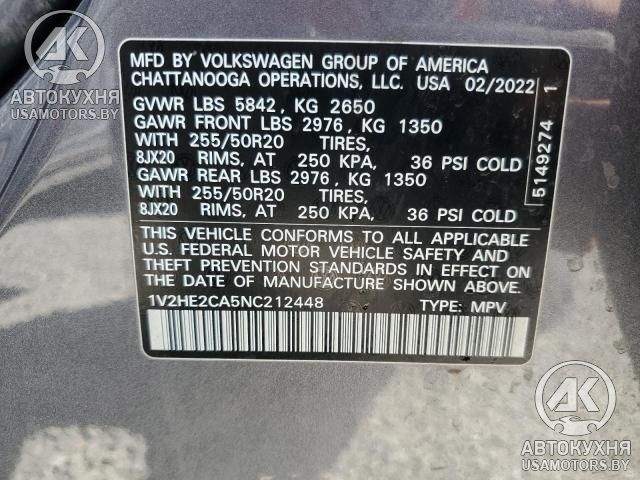 MFD BY VOLKSWAGEN GROUP OF AMERICA
CHATTANOOGA OPERATIONS, LLC. USA 02/2022
GVWR LBS 5842, KG 2650
GAWR FRONT LBS 2976, KG 1350
WITH 255/50R20 TIRES,
8JX20 RIMS, AT 250 KPA, 36 PSI COLD
GAWR REAR LBS 2976, KG 1350
WITH 255/50R20 TIRES,
8JX20 RIMS, AT 250 KPA, 36 PSI COLD
THIS VEHICLE CONFORMS TO ALL APPLICABLE
U.S. FEDERAL MOTOR VEHICLE SAFETY AND
THEFT PREVENTION STANDARDS IN EFFECT ON
THE DATE OF MANUFACTURE SHOWN ABOVE.
1V2HE2CA5NC212448 TYPE: MPV
5149274 1
AK
АВТОКУХНЯ
USAMOTORS.BY
AK
АВТОКУХНЯ
USAMOTORS.BY